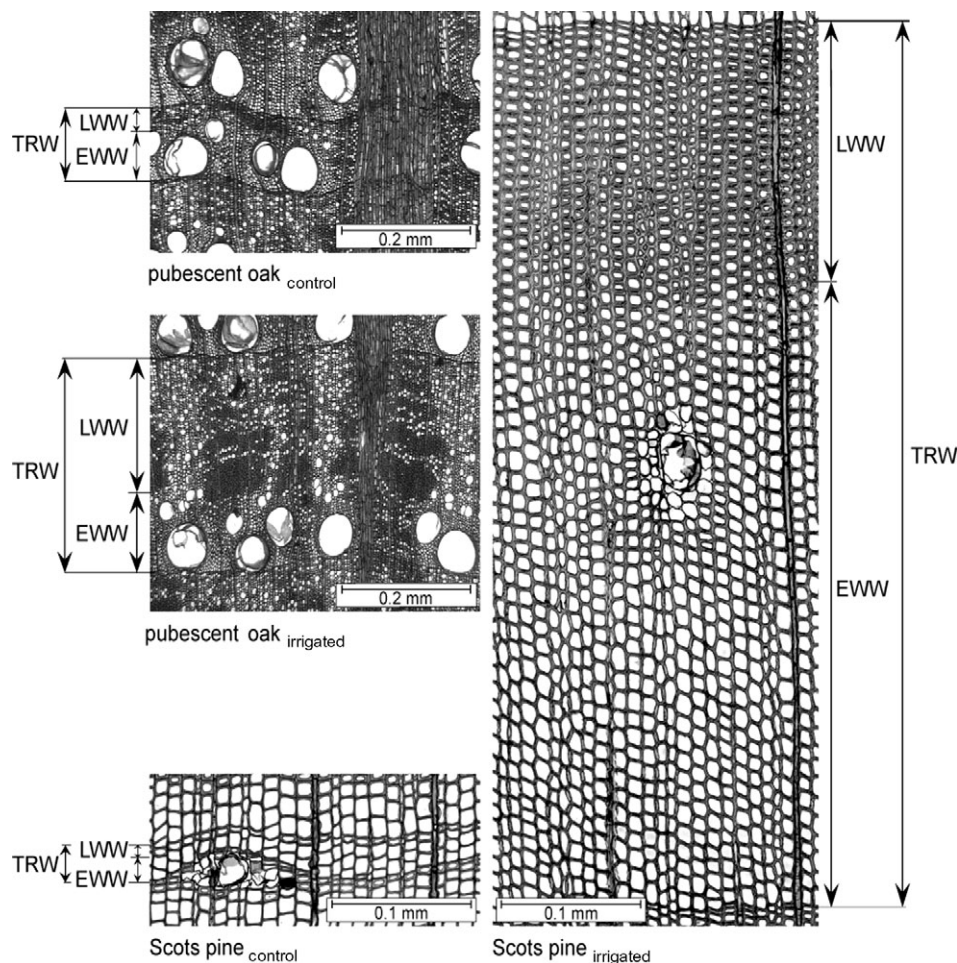 LWW
TRW
EWW
0.2 mm
pubescent oak control
LWW
TRW
EWW
0.2 mm
pubescent oak irrigated
LWW
TRW
EWW
0.1 mm
Scots pine control
LWW
TRW
EWW
0.1 mm
Scots pine irrigated